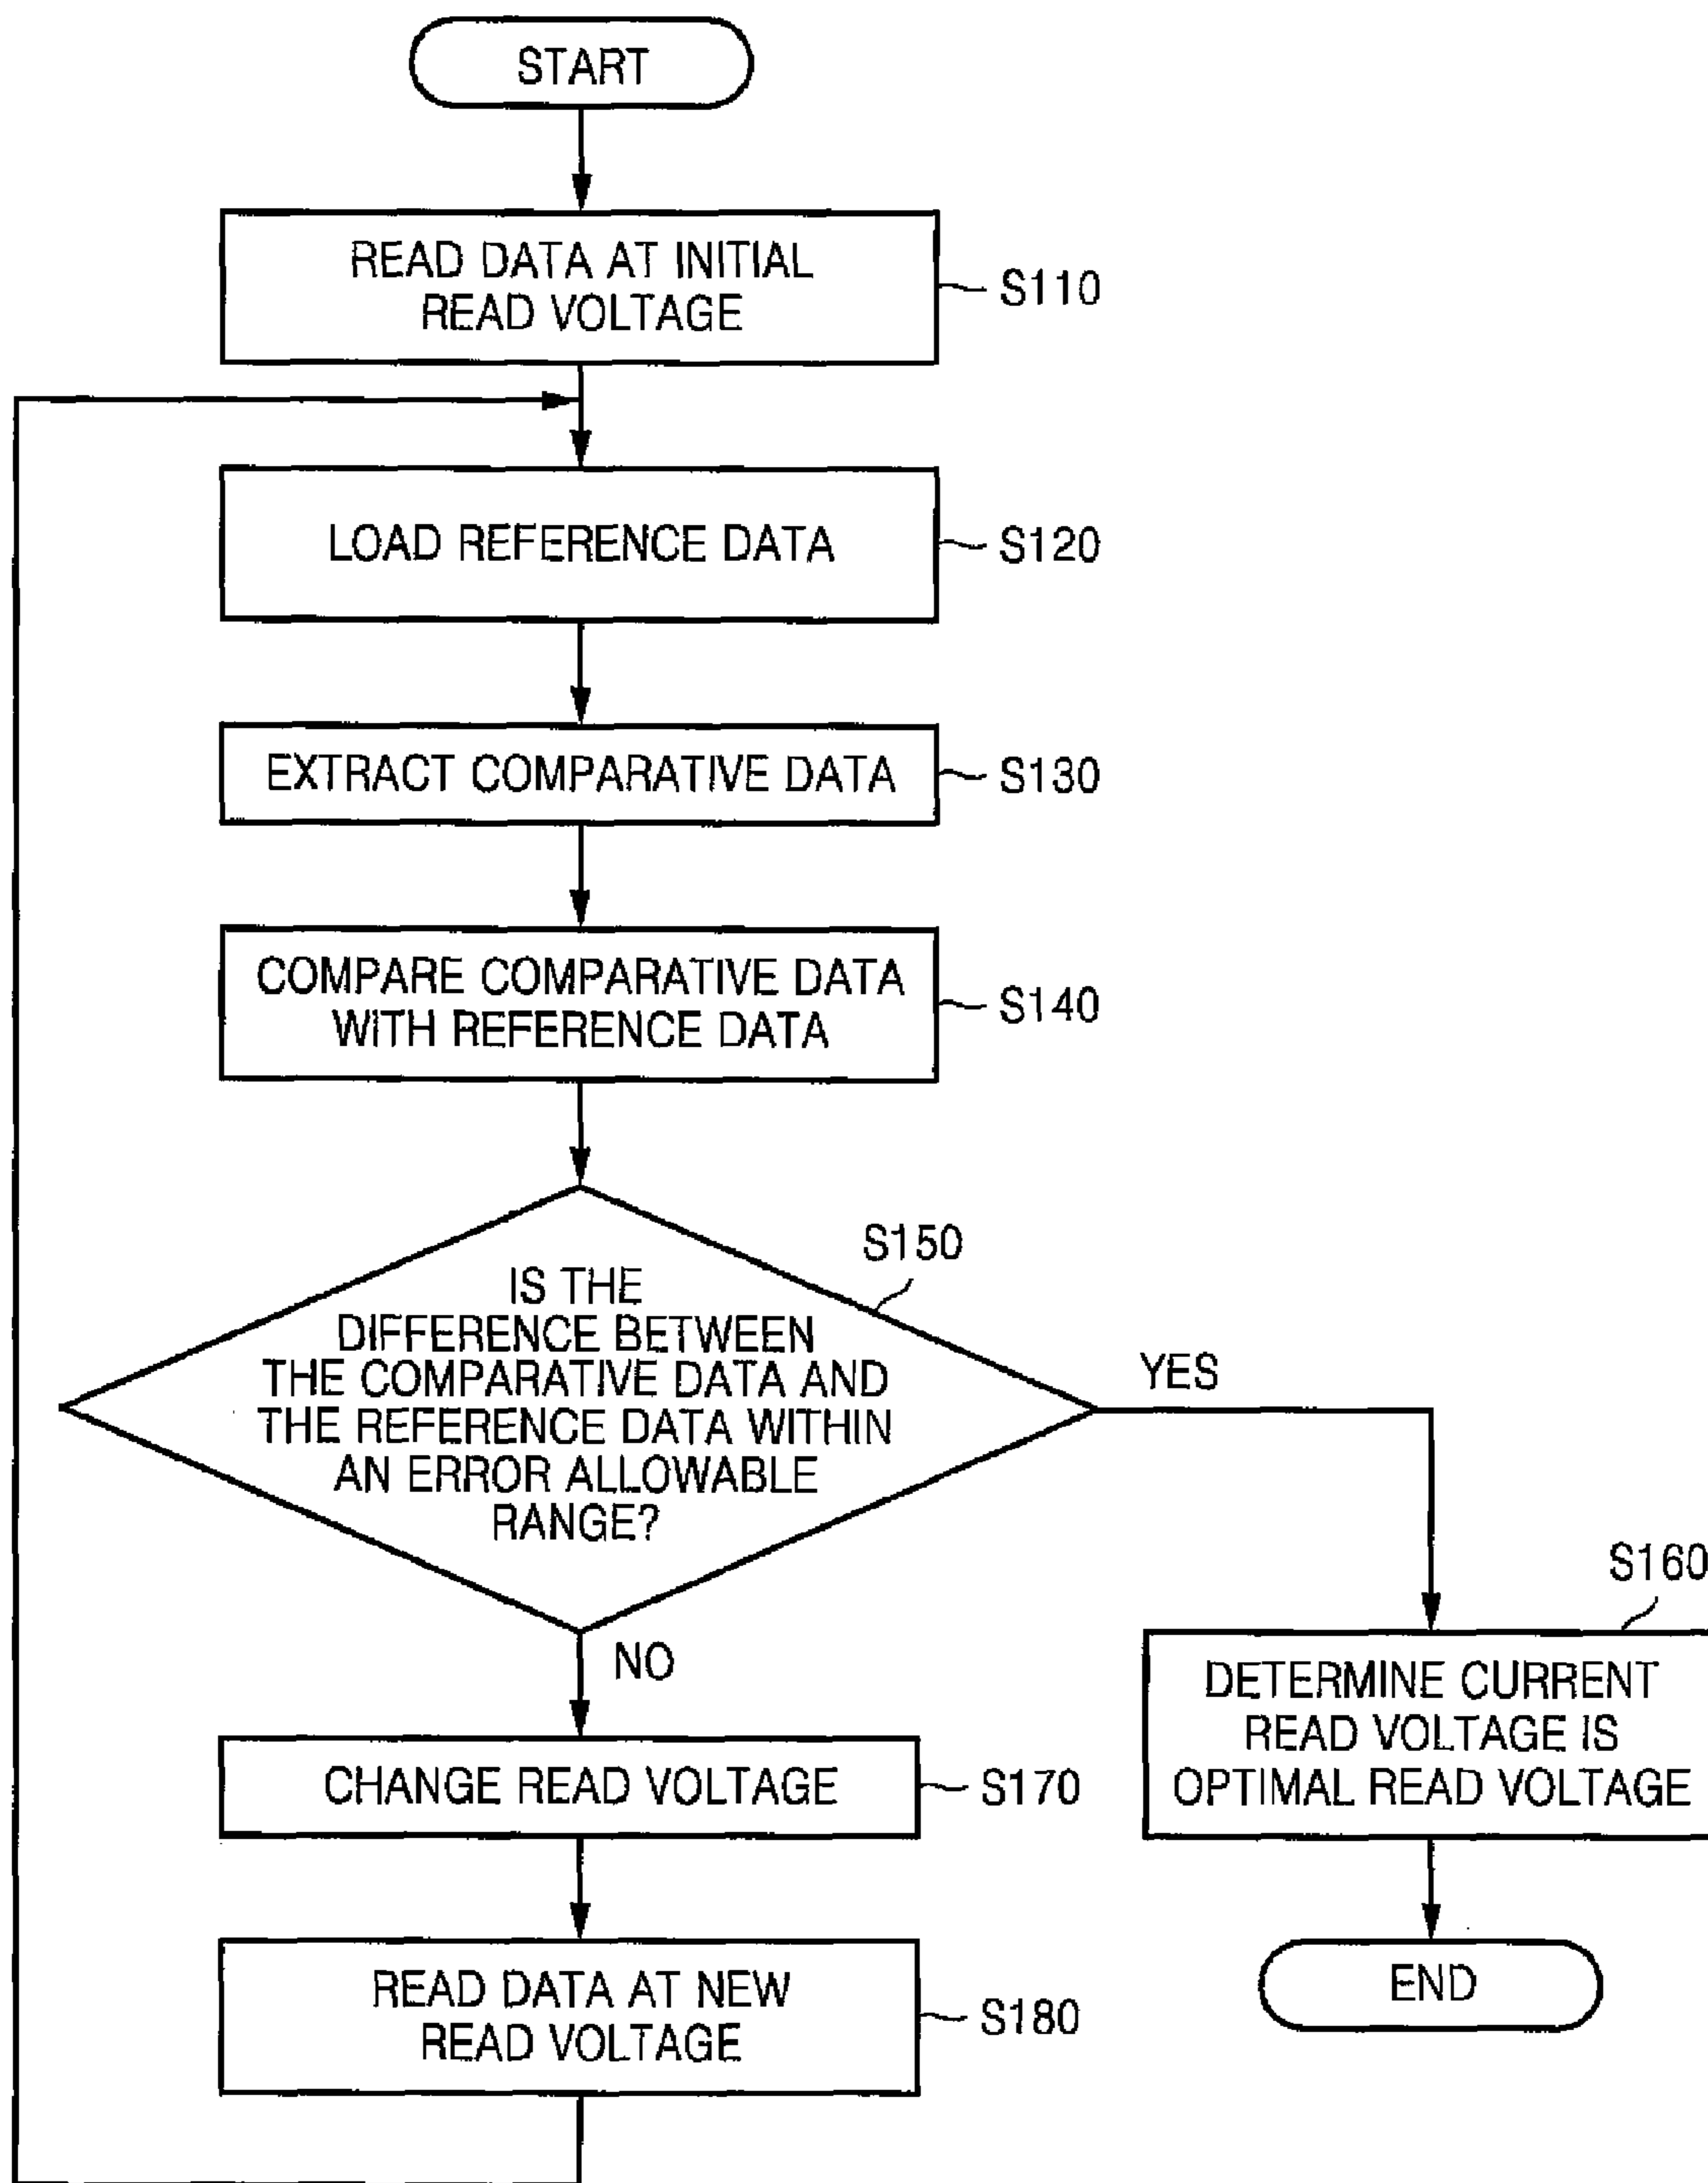 START
READ DATA AT INITIAL
READ VOLTAGE
S110
LOAD REFERENCE DATA
S120
EXTRACT COMPARATIVE DATA
S130
COMPARE COMPARATIVE DATA
WITH REFERENCE DATA
S140
S150
IS THE
DIFFERENCE BETWEEN
THE COMPARATIVE DATA AND
THE REFERENCE DATA WITHIN
AN ERROR ALLOWABLE
RANGE?
YES
S160
DETERMINE CURRENT
READ VOLTAGE IS
OPTIMAL READ VOLTAGE
NO
CHANGE READ VOLTAGE
S170
READ DATA AT NEW
READ VOLTAGE
S180
END